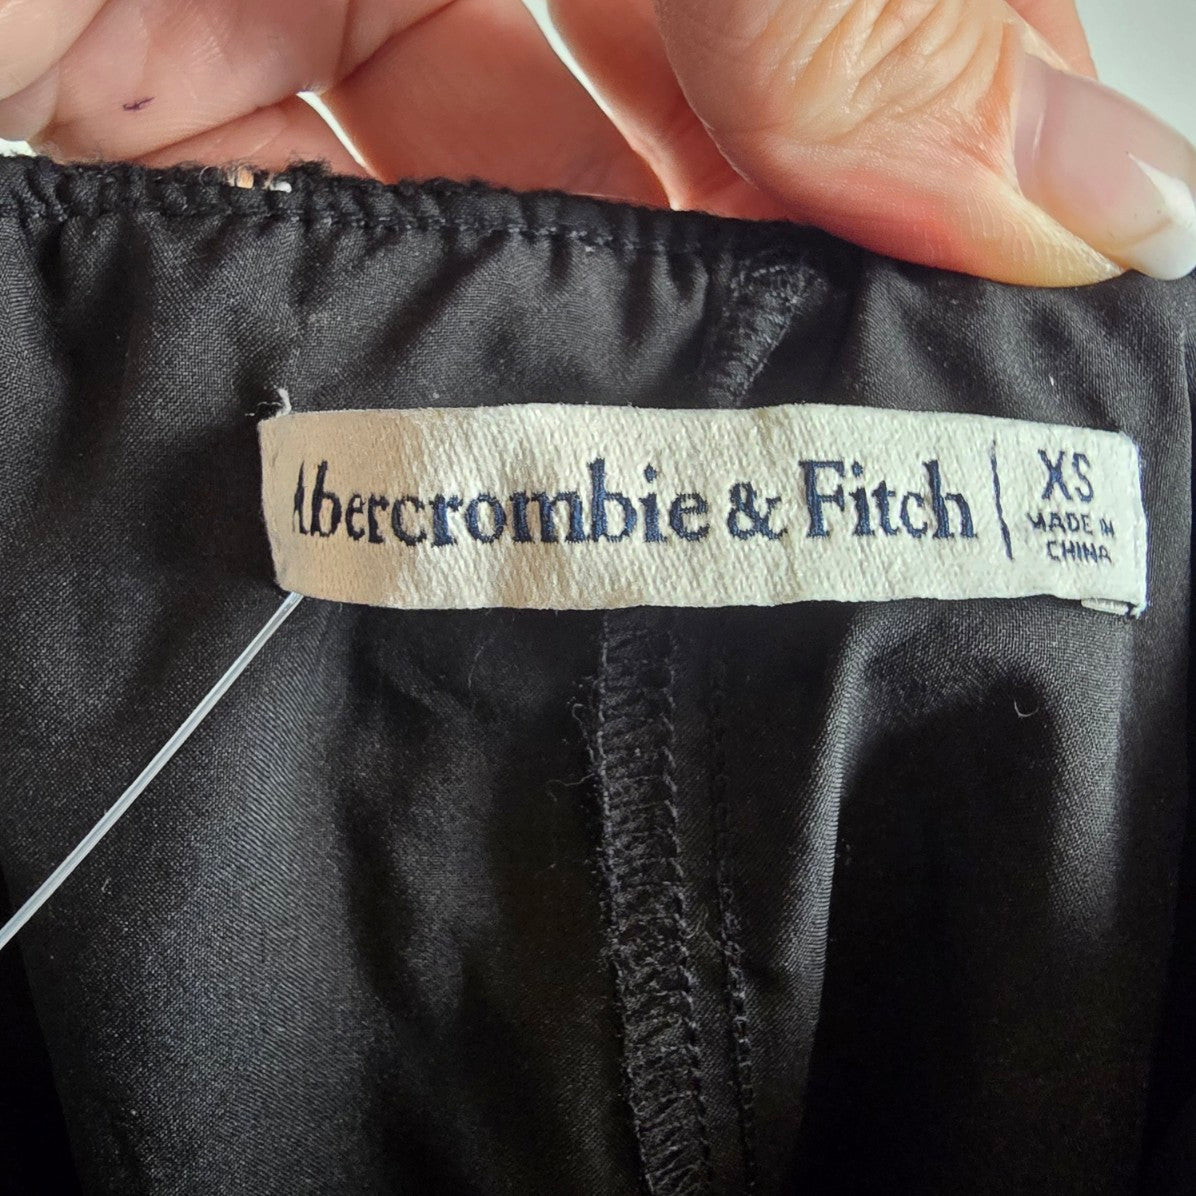 Abercrombie & Fitch
XS
MADE IN
CHINA